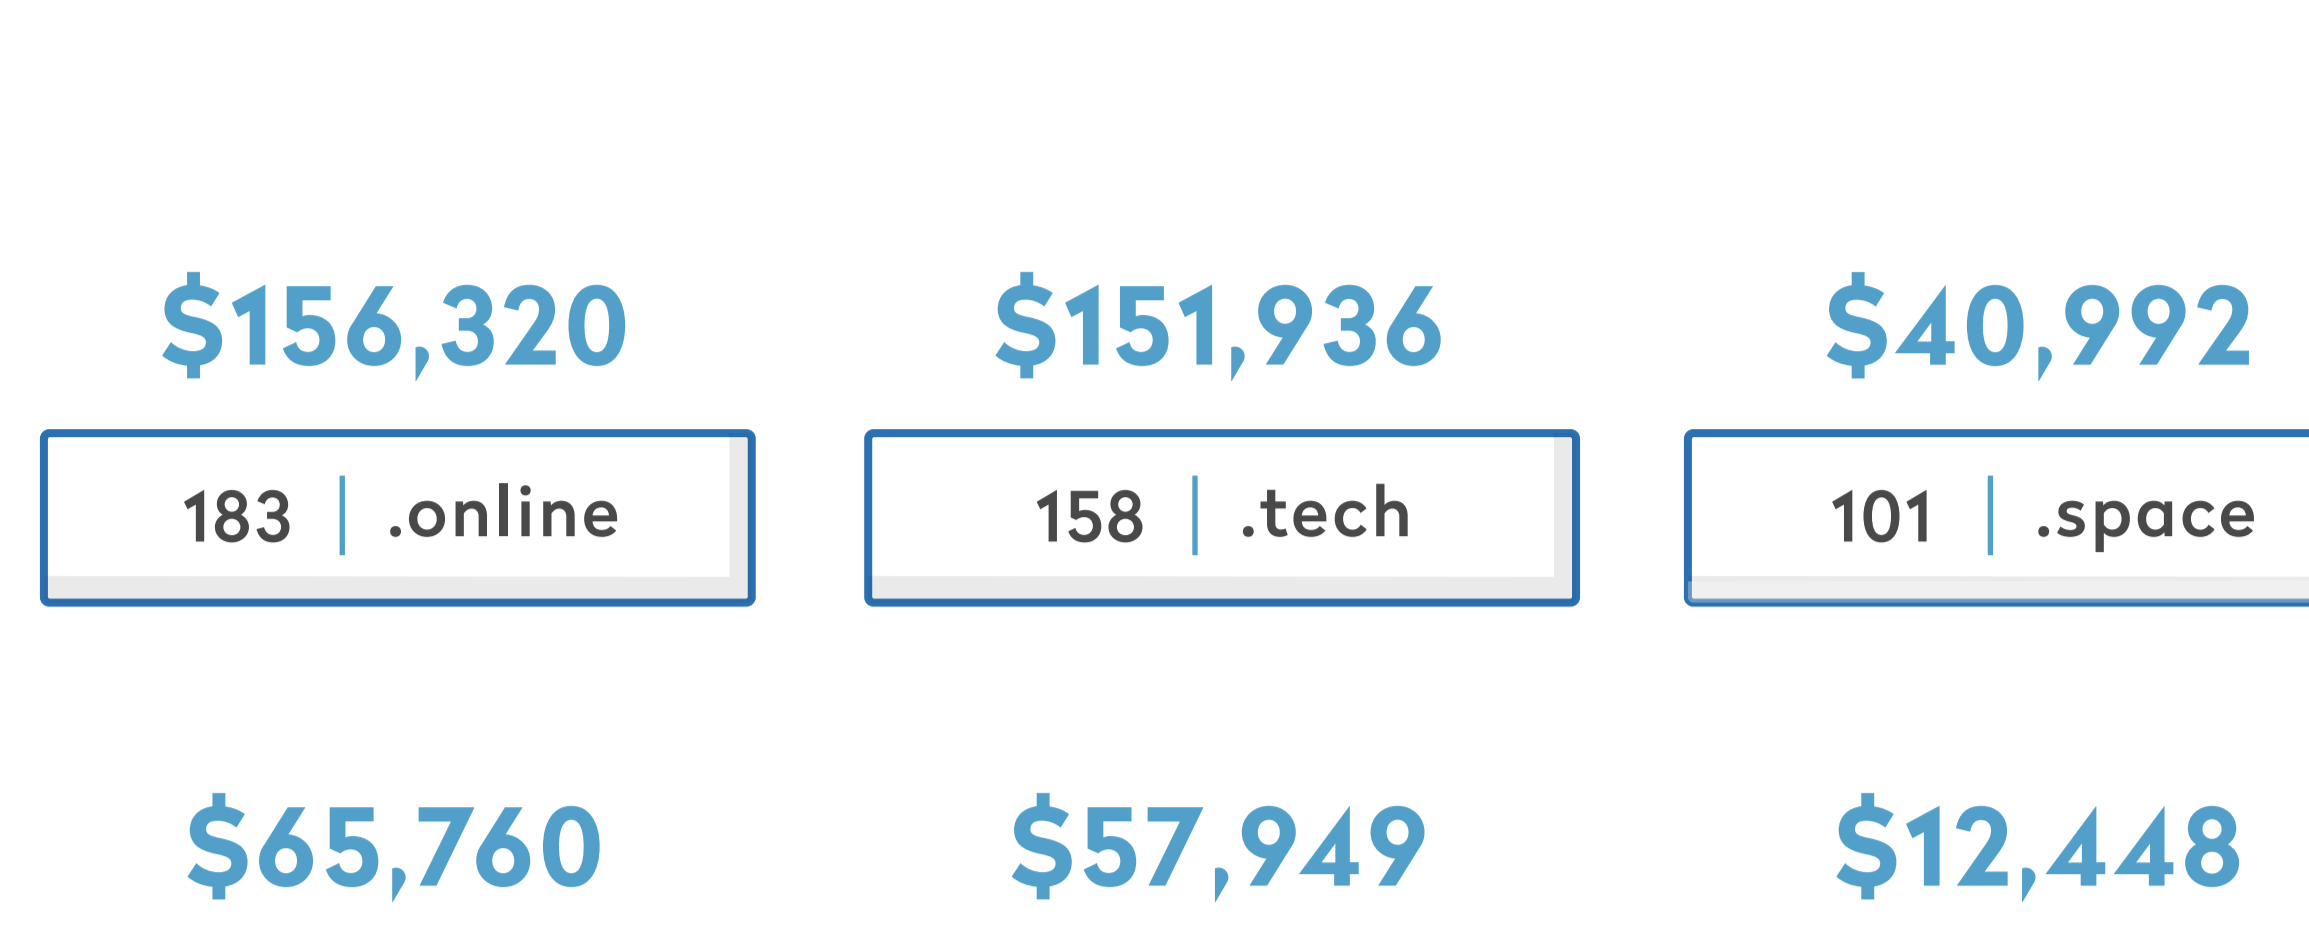 $156,320 $151,936 $40,992
183 | .online 158 | .tech 101 | .space
$65,760 $57,949 $12,448